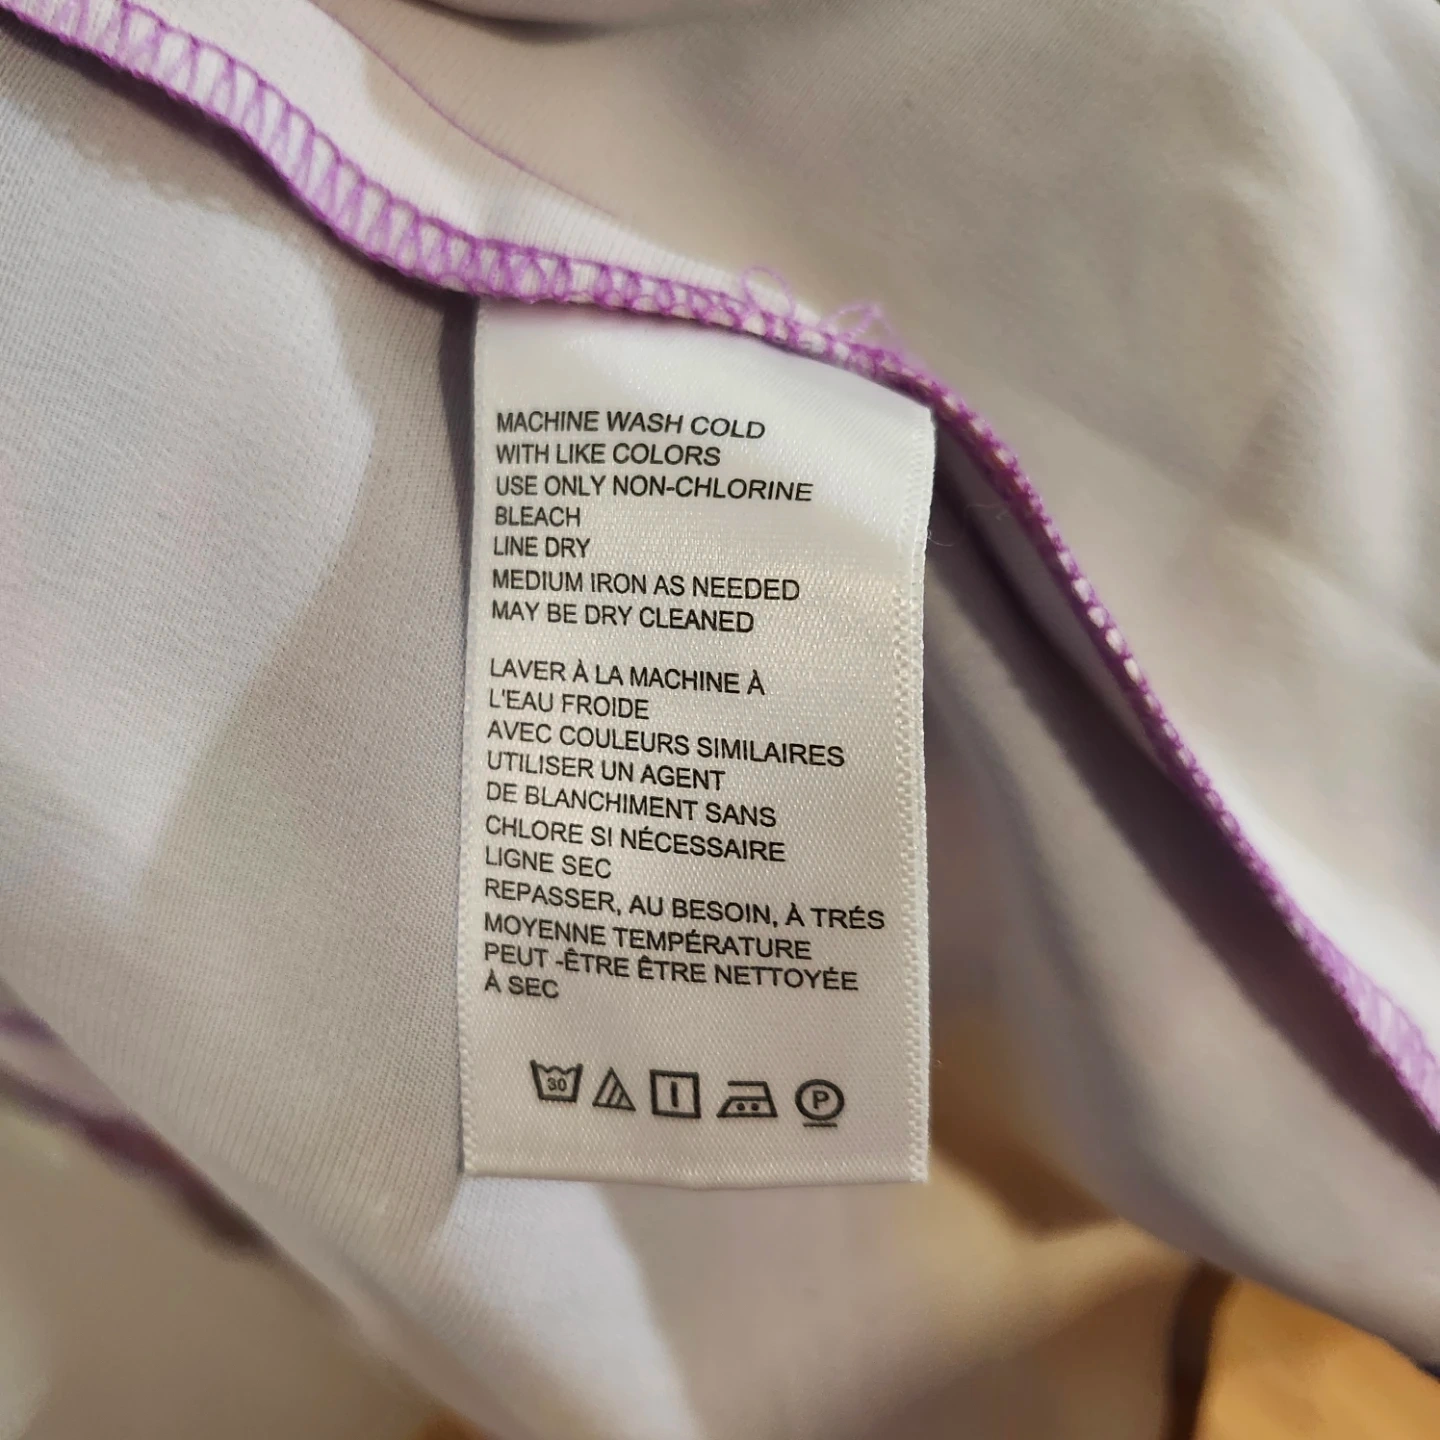 MACHINE WASH COLD
WITH LIKE COLORS
USE ONLY NON-CHLORINE
BLEACH
LINE DRY
MEDIUM IRON AS NEEDED
MAY BE DRY CLEANED
LAVER À LA MACHINE À
L'EAU FROIDE
AVEC COULEURS SIMILAIRES
UTILISER UN AGENT
DE BLANCHIMENT SANS
CHLORE SI NÉCESSAIRE
LIGNE SEC
REPASSER, AU BESOIN, À TRÉS
MOYENNE TEMPÉRATURE
PEUT -ÊTRE ÊTRE NETTOYÉE
À SEC
30 P